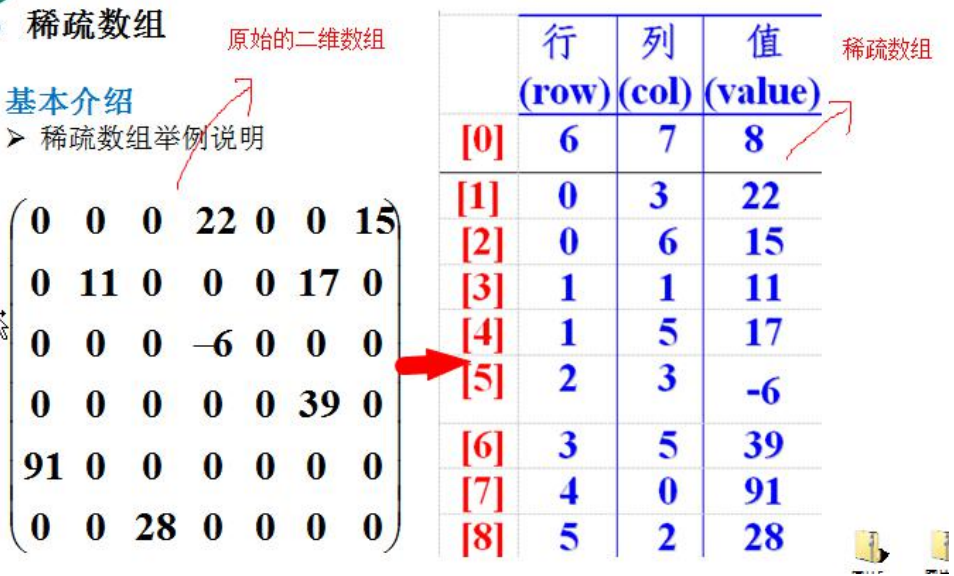 稀疏数组
原始的二维数组
基本介绍
➢ 稀疏数组举例说明
0 0 0 22 0 0 15
0 11 0 0 0 17 0
0 0 0 –6 0 0 0
0 0 0 0 0 39 0
91 0 0 0 0 0 0
0 0 28 0 0 0 0
行 列 值
(row) (col) (value)
稀疏数组
[0] 6 7 8
[1] 0 3 22
[2] 0 6 15
[3] 1 1 11
[4] 1 5 17
[5] 2 3 -6
[6] 3 5 39
[7] 4 0 91
[8] 5 2 28